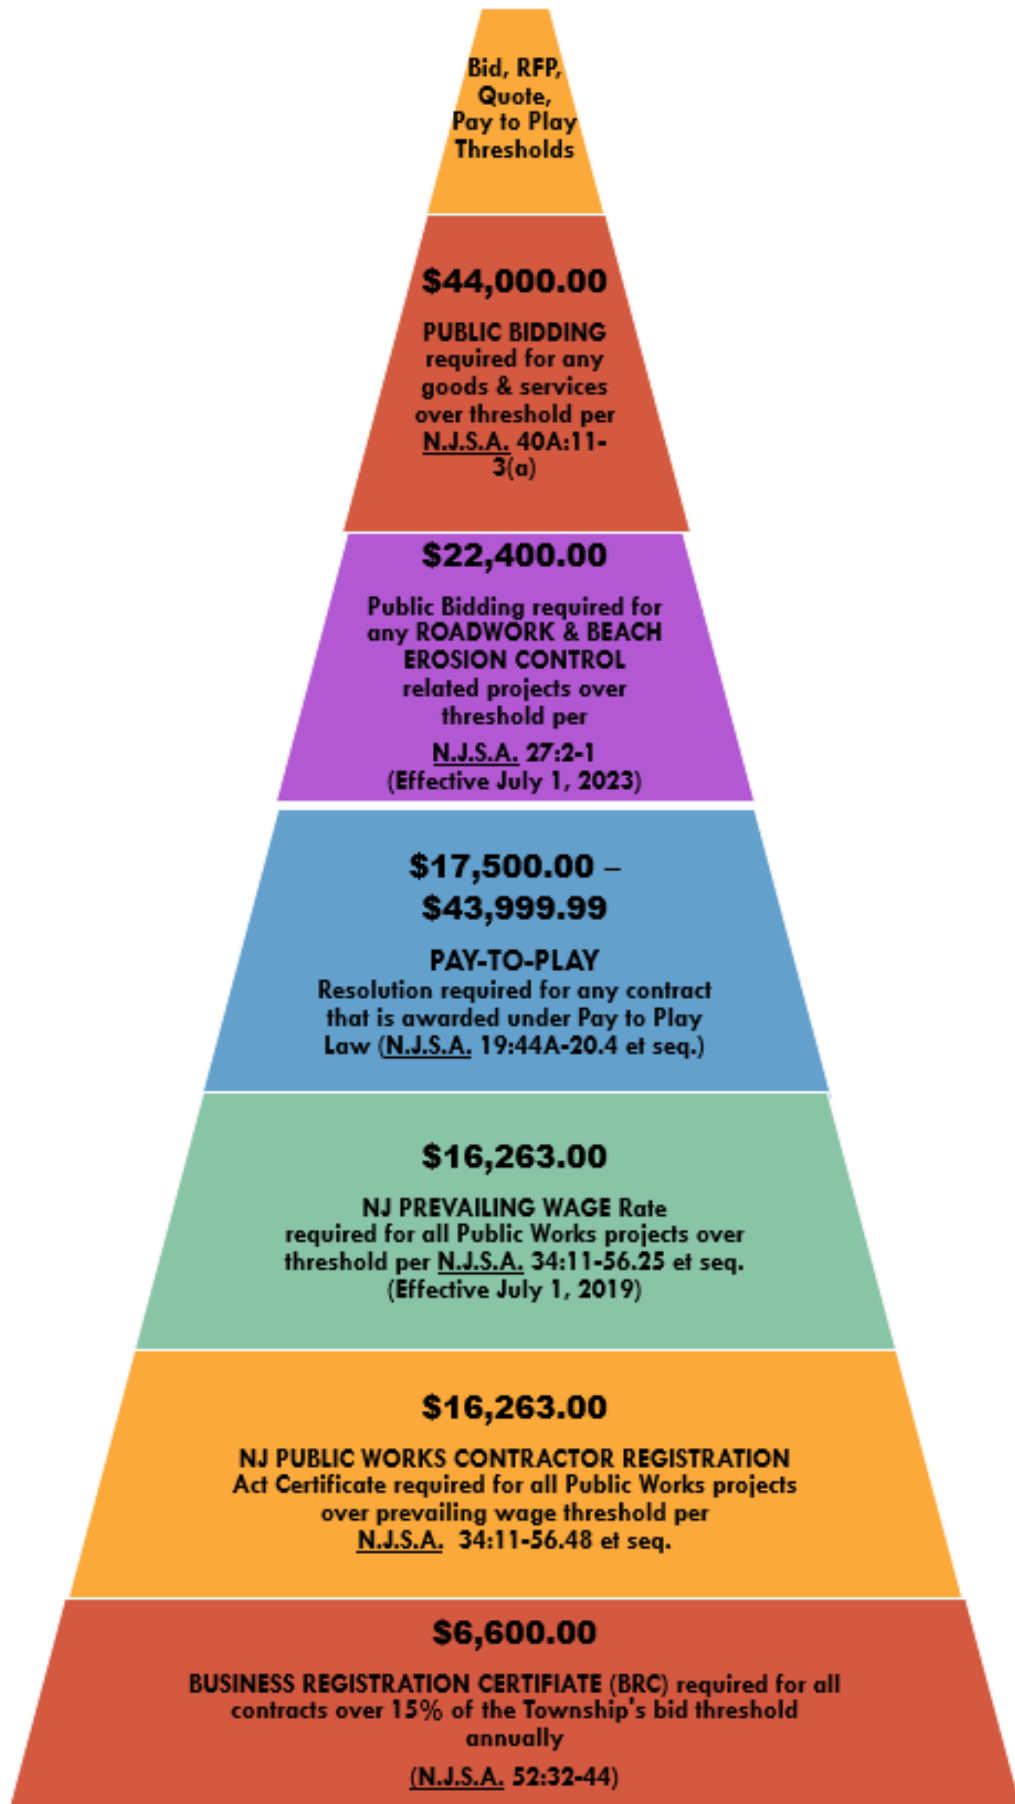 Bid, RFP,
Quote,
Pay to Play
Thresholds
$44,000.00
PUBLIC BIDDING
required for any
goods & services
over threshold per
N.J.S.A. 40A:11-
3(a)
$22,400.00
Public Bidding required for
any ROADWORK & BEACH
EROSION CONTROL
related projects over
threshold per
N.J.S.A. 27:2-1
(Effective July 1, 2023)
$17,500.00 –
$43,999.99
PAY-TO-PLAY
Resolution required for any contract
that is awarded under Pay to Play
Law (N.J.S.A. 19:44A-20.4 et seq.)
$16,263.00
NJ PREVAILING WAGE Rate
required for all Public Works projects over
threshold per N.J.S.A. 34:11-56.25 et seq.
(Effective July 1, 2019)
$16,263.00
NJ PUBLIC WORKS CONTRACTOR REGISTRATION
Act Certificate required for all Public Works projects
over prevailing wage threshold per
N.J.S.A. 34:11-56.48 et seq.
$6,600.00
BUSINESS REGISTRATION CERTIFIATE (BRC) required for all
contracts over 15% of the Township's bid threshold
annually
(N.J.S.A. 52:32-44)